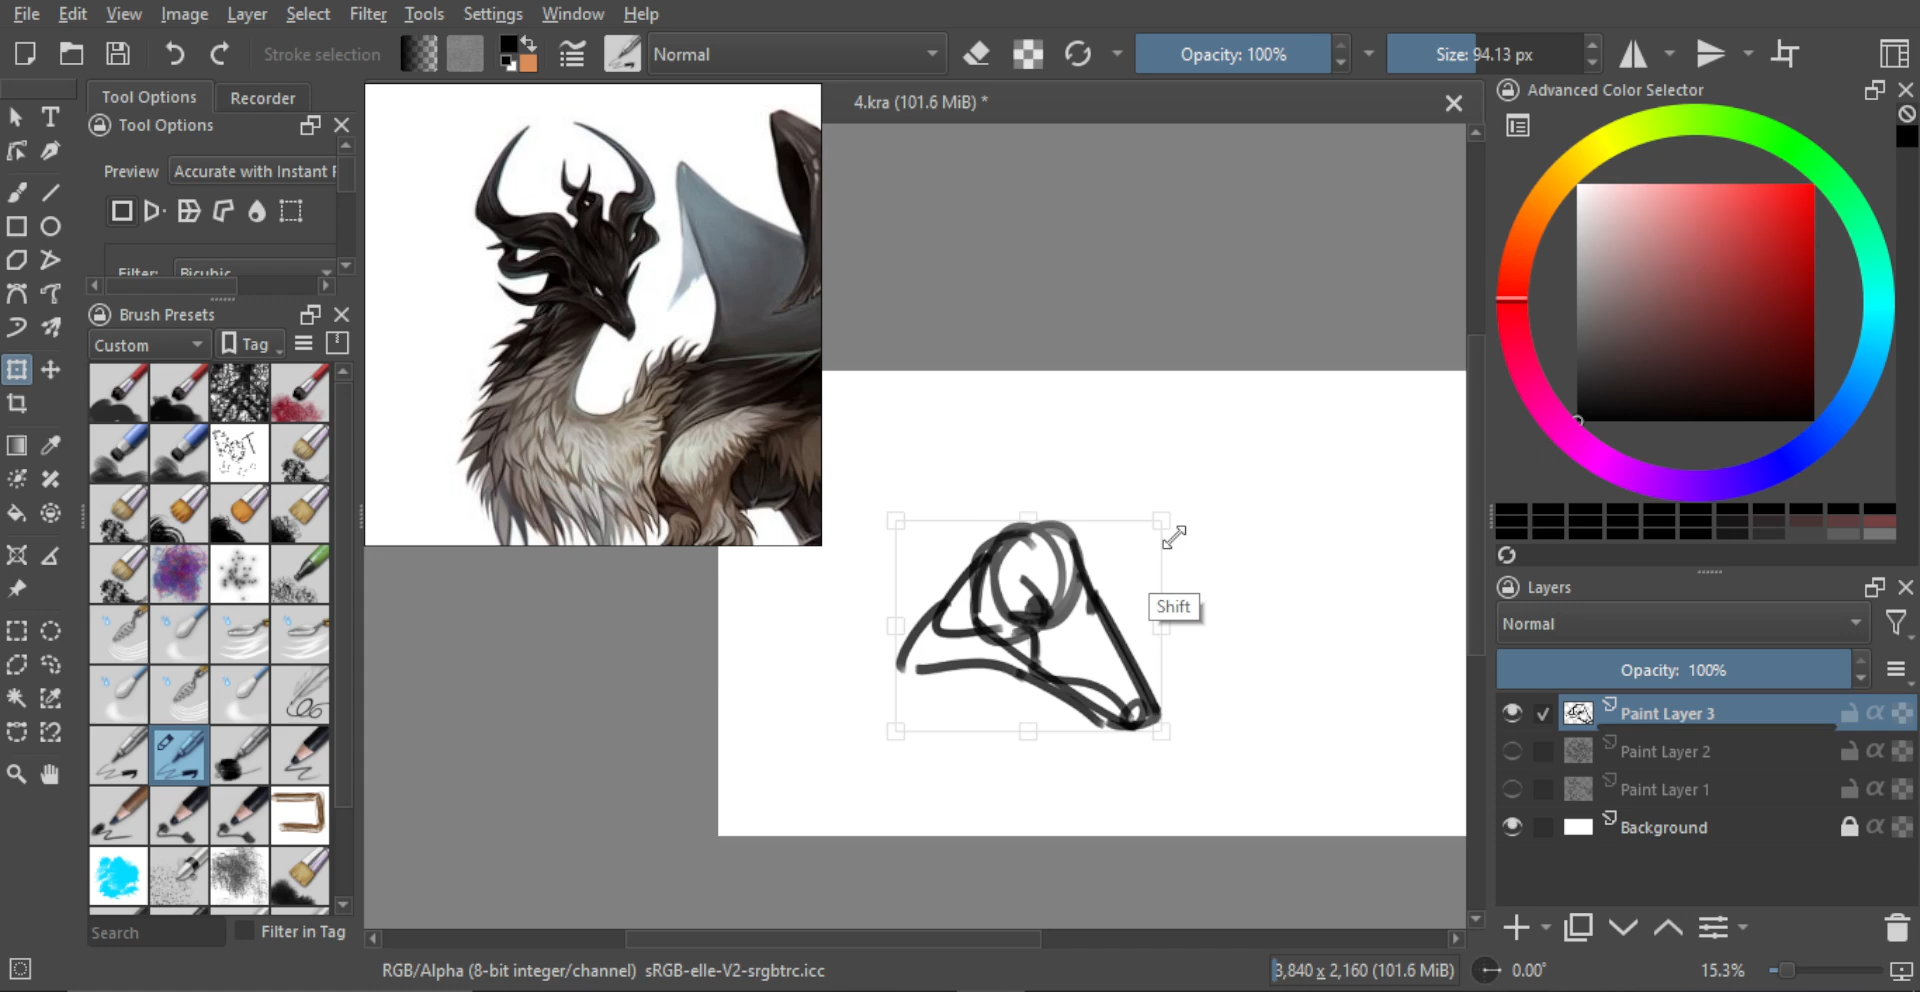 File Edit View Image Layer Select Filter Tools Settings Window Help
Stroke selection Normal Opacity: 100% Size: 94.13 px
Tool Options Recorder
Tool Options
Preview Accurate with Instant
Filter: Bicubic
Brush Presets
Custom Tag
Search Filter in Tag
4.kra (101.6 MiB) *
Shift
Advanced Color Selector
Layers
Normal
Opacity: 100%
Paint Layer 3
Paint Layer 2
Paint Layer 1
Background
RGB/Alpha (8-bit integer/channel) sRGB-elle-V2-srgbtrc.icc 3,840 x 2,160 (101.6 MiB) 0.00° 15.3%